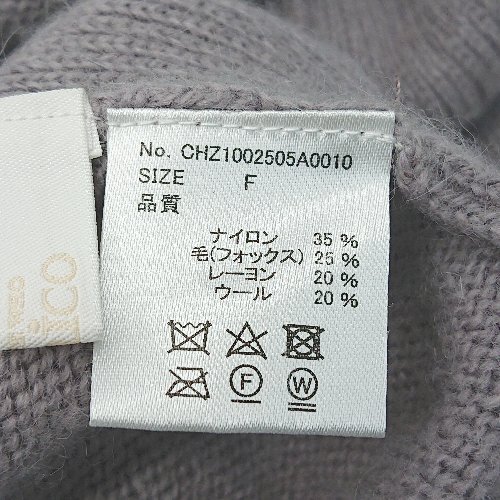 No. CHZ1002505A0010
SIZE F
品質
ナイロン 35 %
毛(フォックス) 25 %
レーヨン 20 %
ウール 20 %
F
W
ico